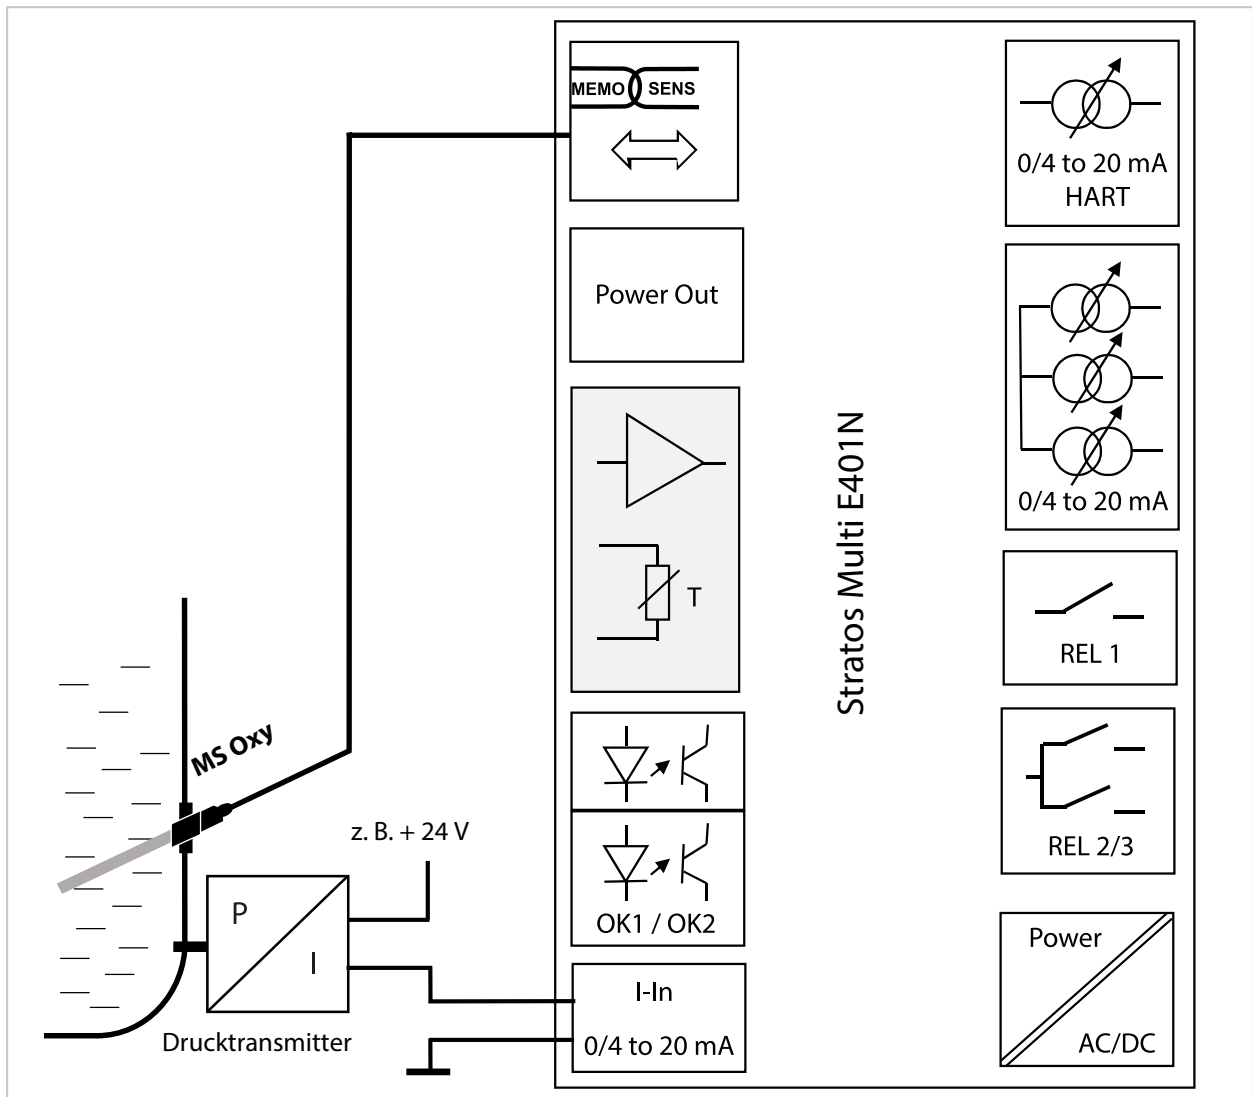 MEMO SENS
Power Out
T
OK1 / OK2
I-In
0/4 to 20 mA
MS Oxy
z. B. + 24 V
P
I
Drucktransmitter
Stratos Multi E401N
0/4 to 20 mA
HART
0/4 to 20 mA
REL 1
REL 2/3
Power
AC/DC